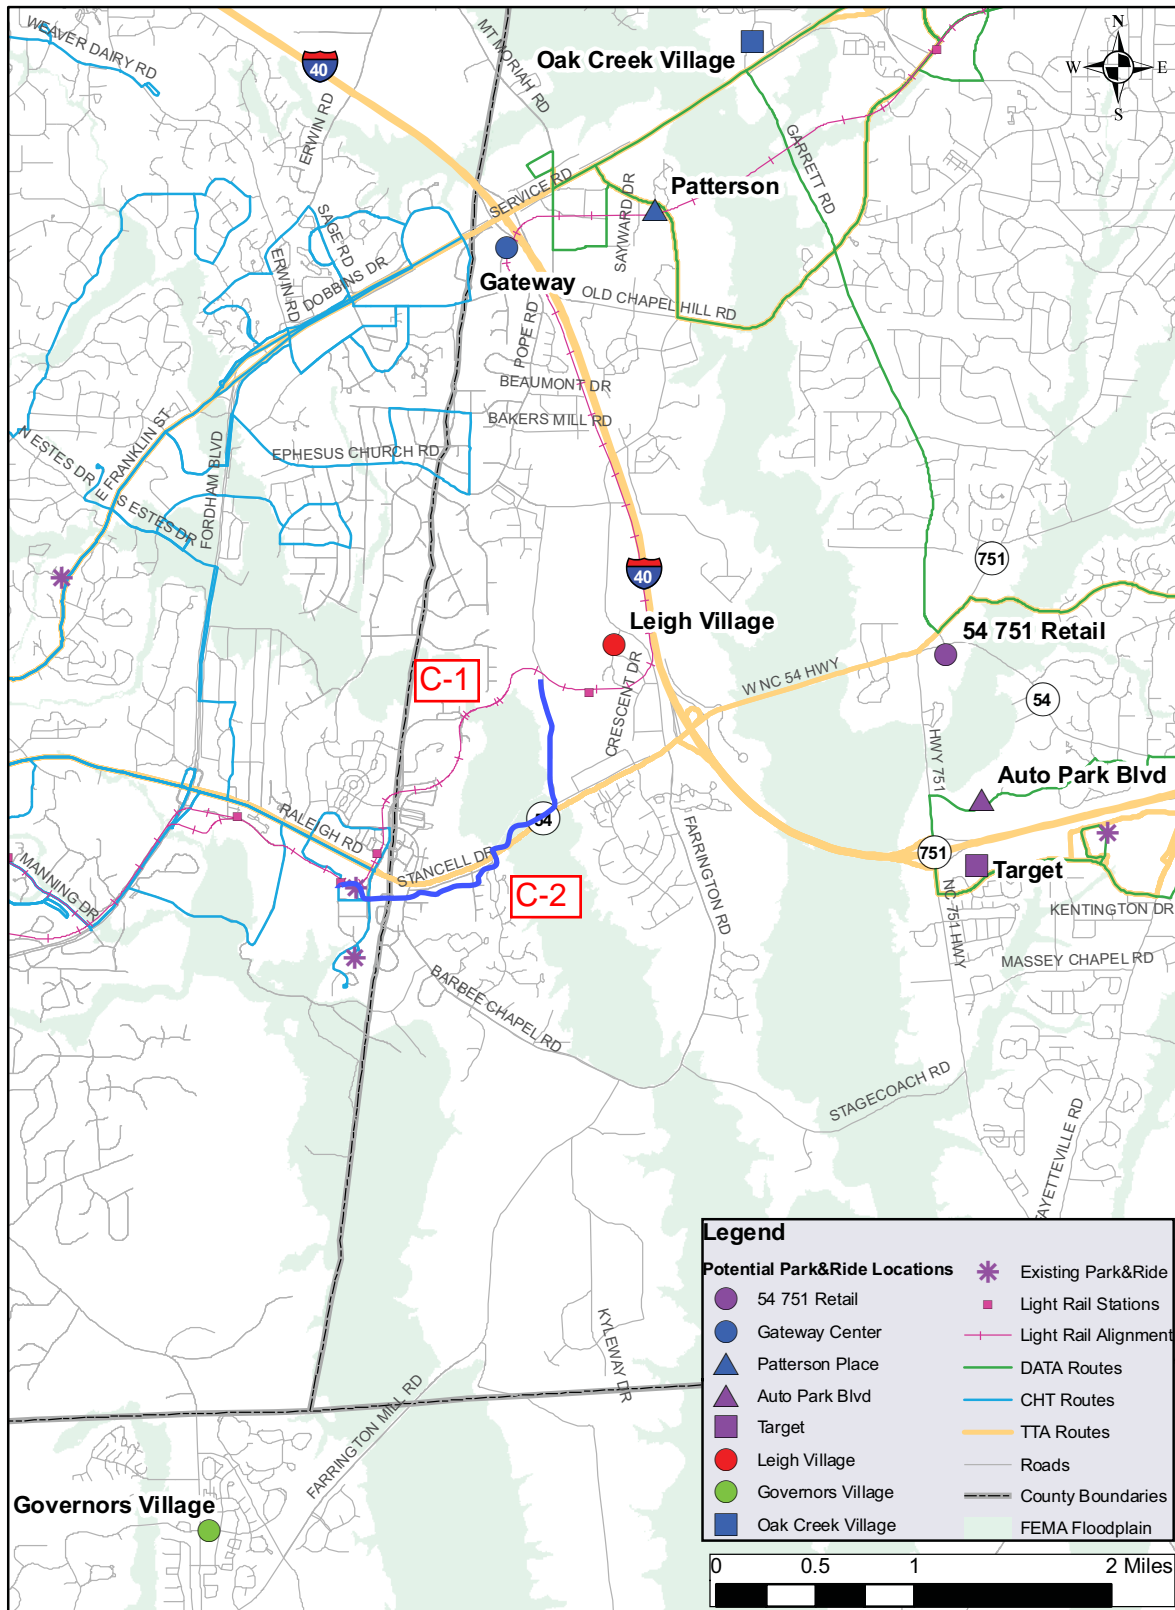 WEAVER DAIRY RD
40
ERWIN RD
MT MORIAH RD
Oak Creek Village
N
W
E
S
GARRETT RD
SERVICE RD
Patterson
SAYWARD DR
SAGE RD
ERWIN RD
DOBBINS DR
Gateway
OLD CHAPEL HILL RD
POPE RD
BEAUMONT DR
BAKERS MILL RD
EPHESUS CHURCH RD
N ESTES DR
E FRANKLIN ST
S ESTES DR
FORDHAM BLVD
751
40
Leigh Village
54 751 Retail
C-1
W NC 54 HWY
CRESCENT DR
54
HWY 751
Auto Park Blvd
RALEIGH RD
54
STANCELL DR
FARRINGTON RD
751
Target
MANNING DR
C-2
NC 751 HWY
KENTINGTON DR
MASSEY CHAPEL RD
BARBEE CHAPEL RD
STAGECOACH RD
AYETTEVILLE RD
KYLEWAY DR
FARRINGTON MILL RD
Governors Village
Legend
Potential Park&Ride Locations
54 751 Retail
Gateway Center
Patterson Place
Auto Park Blvd
Target
Leigh Village
Governors Village
Oak Creek Village
Existing Park&Ride
Light Rail Stations
Light Rail Alignment
DATA Routes
CHT Routes
TTA Routes
Roads
County Boundaries
FEMA Floodplain
0 0.5 1 2 Miles